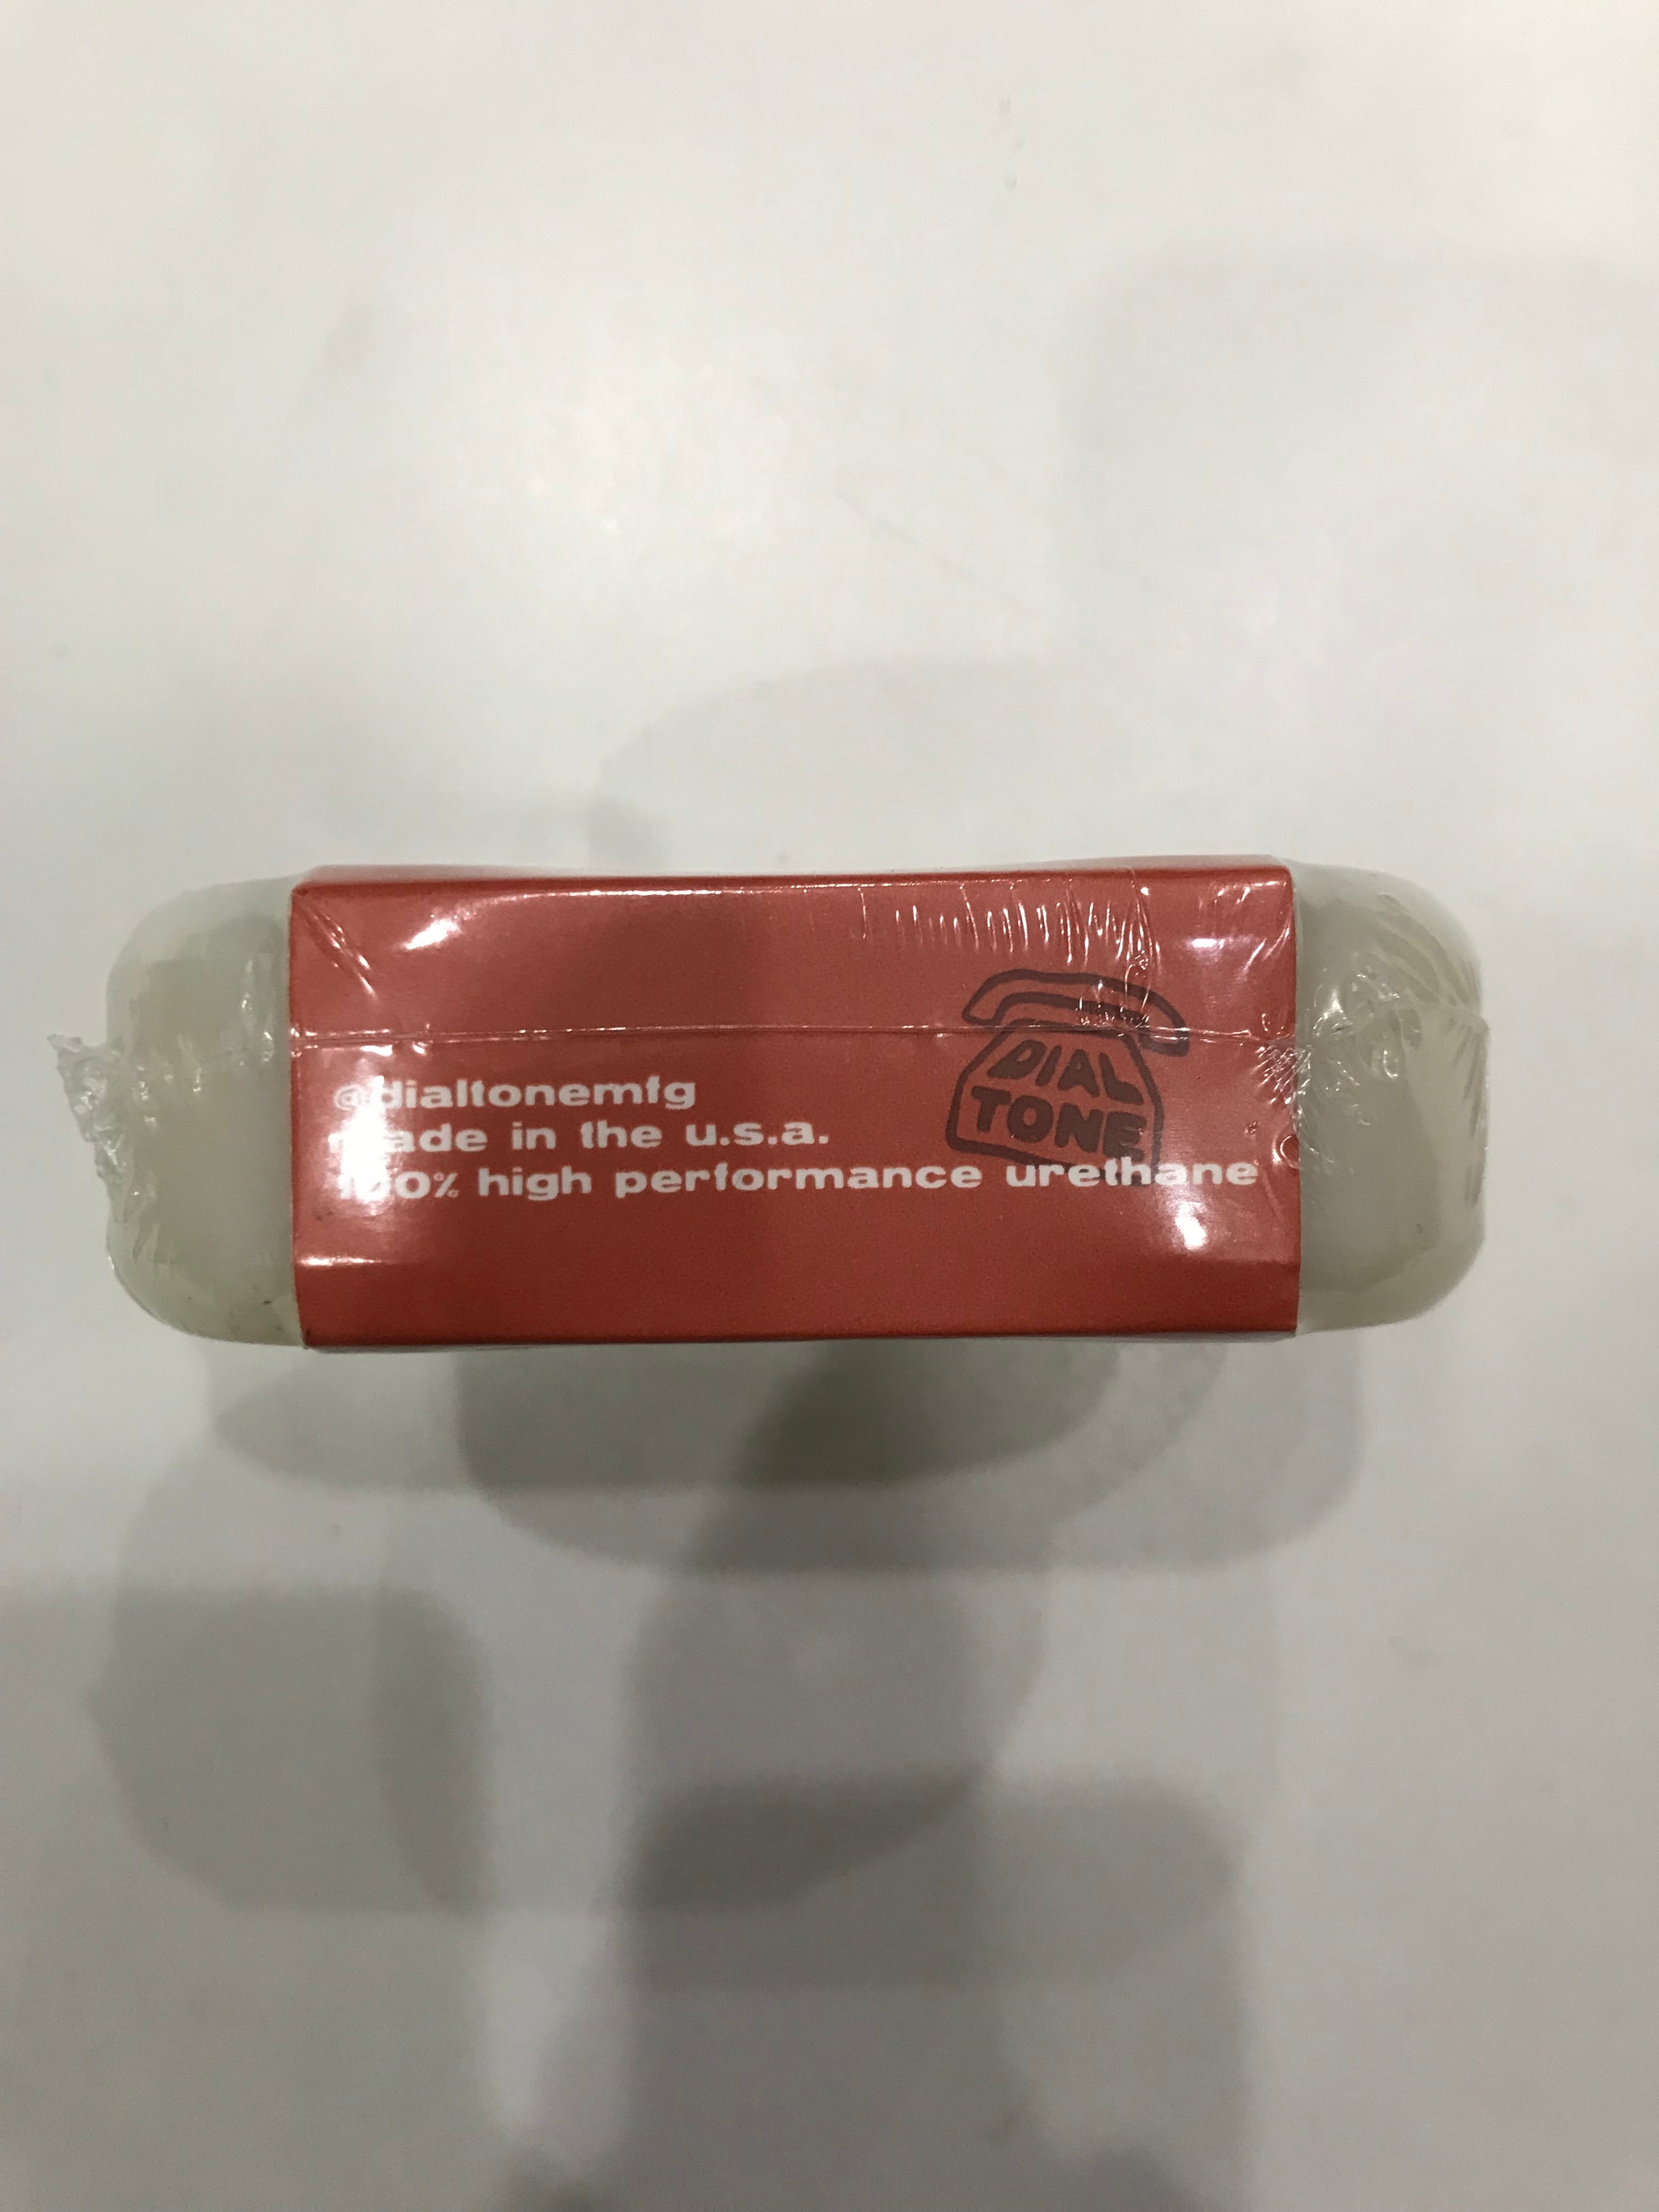 DIAL
TONE
@dialtonemfg
made in the u.s.a.
100% high performance urethane